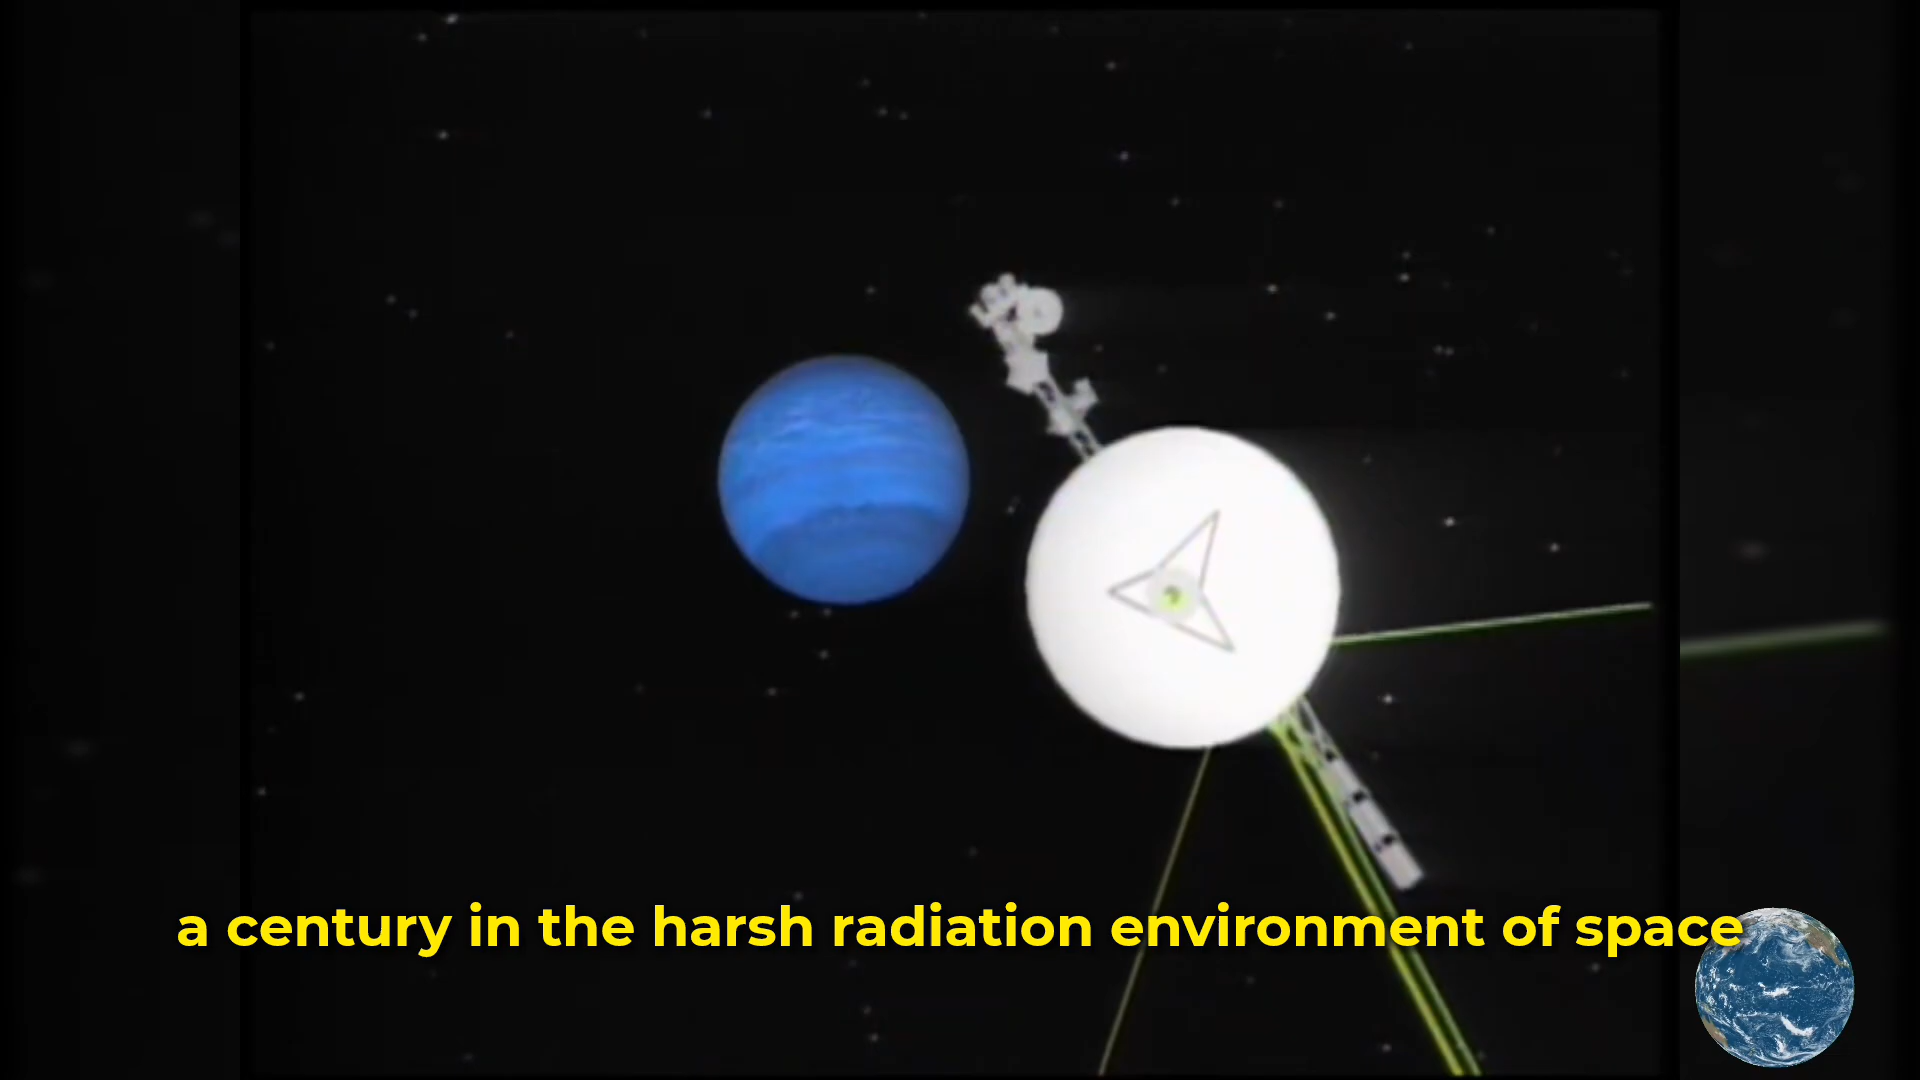 a century in the harsh radiation environment of space